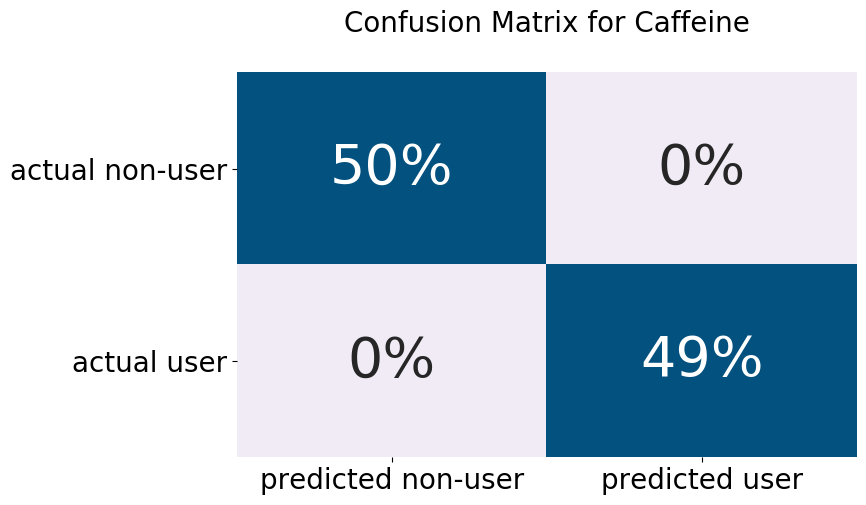 Confusion Matrix for Caffeine
actual non-user
50%
0%
actual user
0%
49%
predicted non-user
predicted user